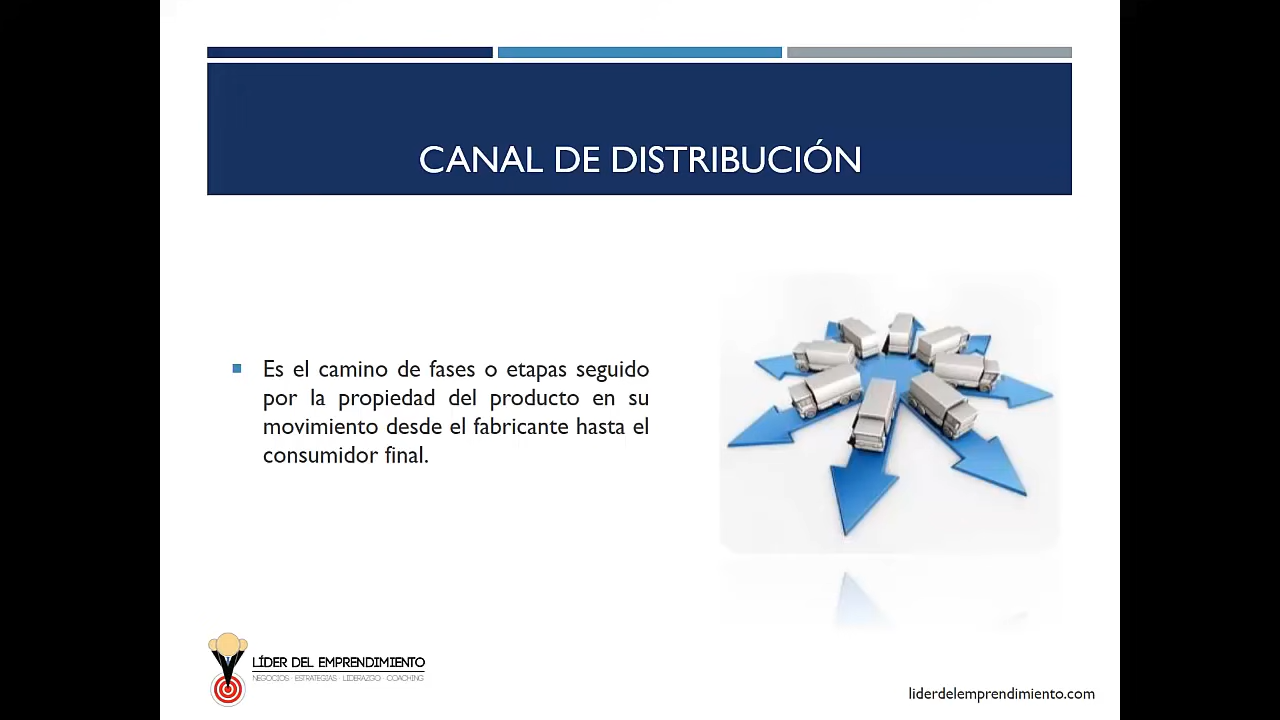 CANAL DE DISTRIBUCIÓN
Es el camino de fases o etapas seguido
por la propiedad del producto en su
movimiento desde el fabricante hasta el
consumidor final.
LÍDER DEL EMPRENDIMIENTO
NEGOCIOS · ESTRATEGIAS · LIDERAZGO · COACHING
liderdelemprendimiento.com